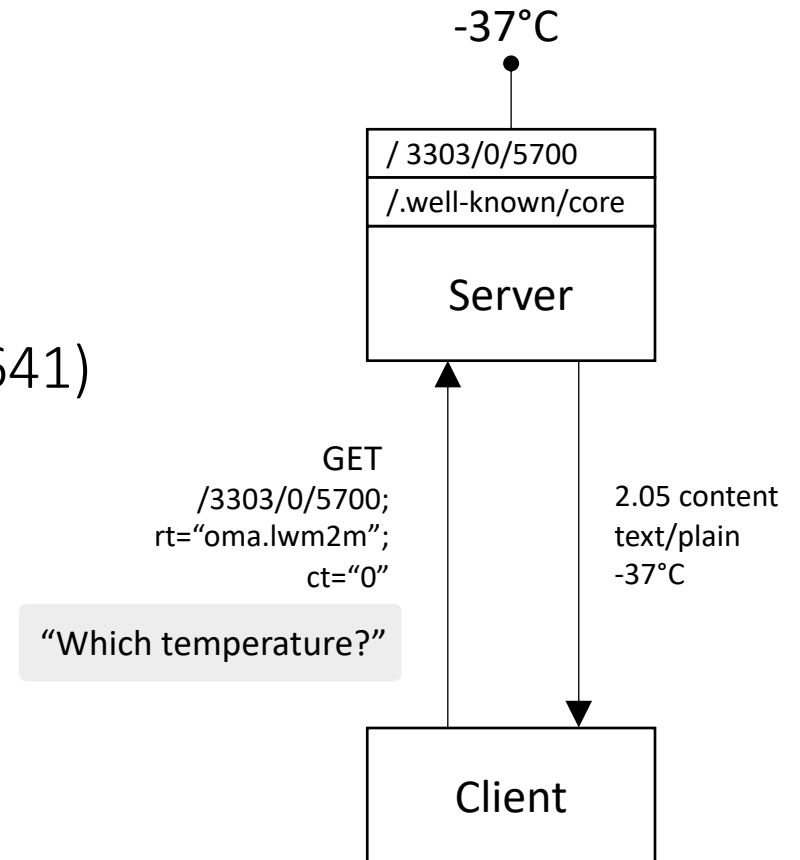 -37°C
/ 3303/0/5700
/.well-known/core
Server
641)
GET
/3303/0/5700;
rt=“oma.lwm2m”;
ct=“0”
2.05 content
text/plain
-37°C
“Which temperature?”
Client